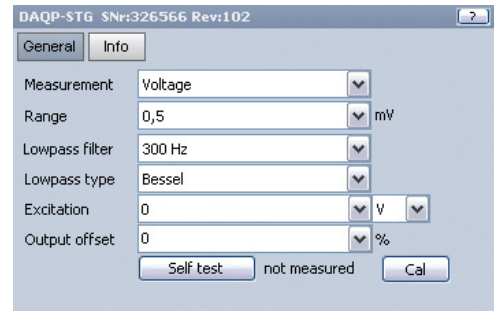 DAQP-STG SNr:326566 Rev:102 ?
General Info
Measurement Voltage
Range 0,5 mV
Lowpass filter 300 Hz
Lowpass type Bessel
Excitation 0 V
Output offset 0 %
Self test not measured Cal